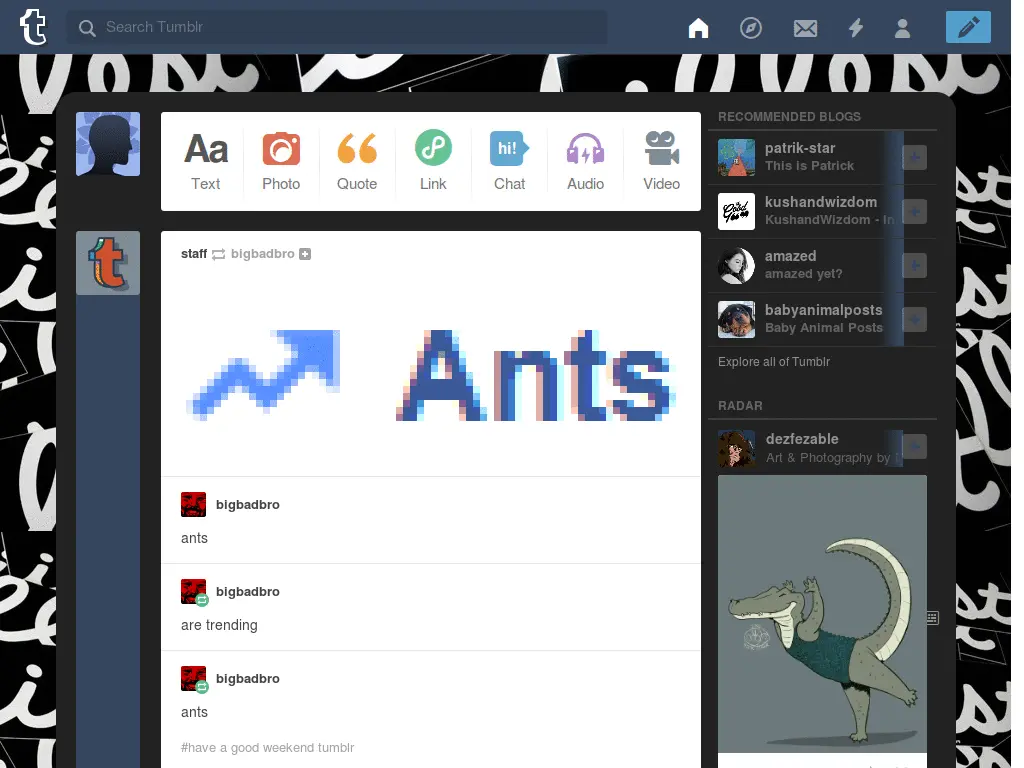 Search Tumblr
Aa
hi!
Text
Photo
Quote
Link
Chat
Audio
Video
staff bigbadbro
Ants
bigbadbro
ants
bigbadbro
are trending
bigbadbro
ants
#have a good weekend tumblr
RECOMMENDED BLOGS
patrik-star
This is Patrick
kushandwizdom
KushandWizdom - In
amazed
amazed yet?
babyanimalposts
Baby Animal Posts
Explore all of Tumblr
RADAR
dezfezable
Art & Photography by